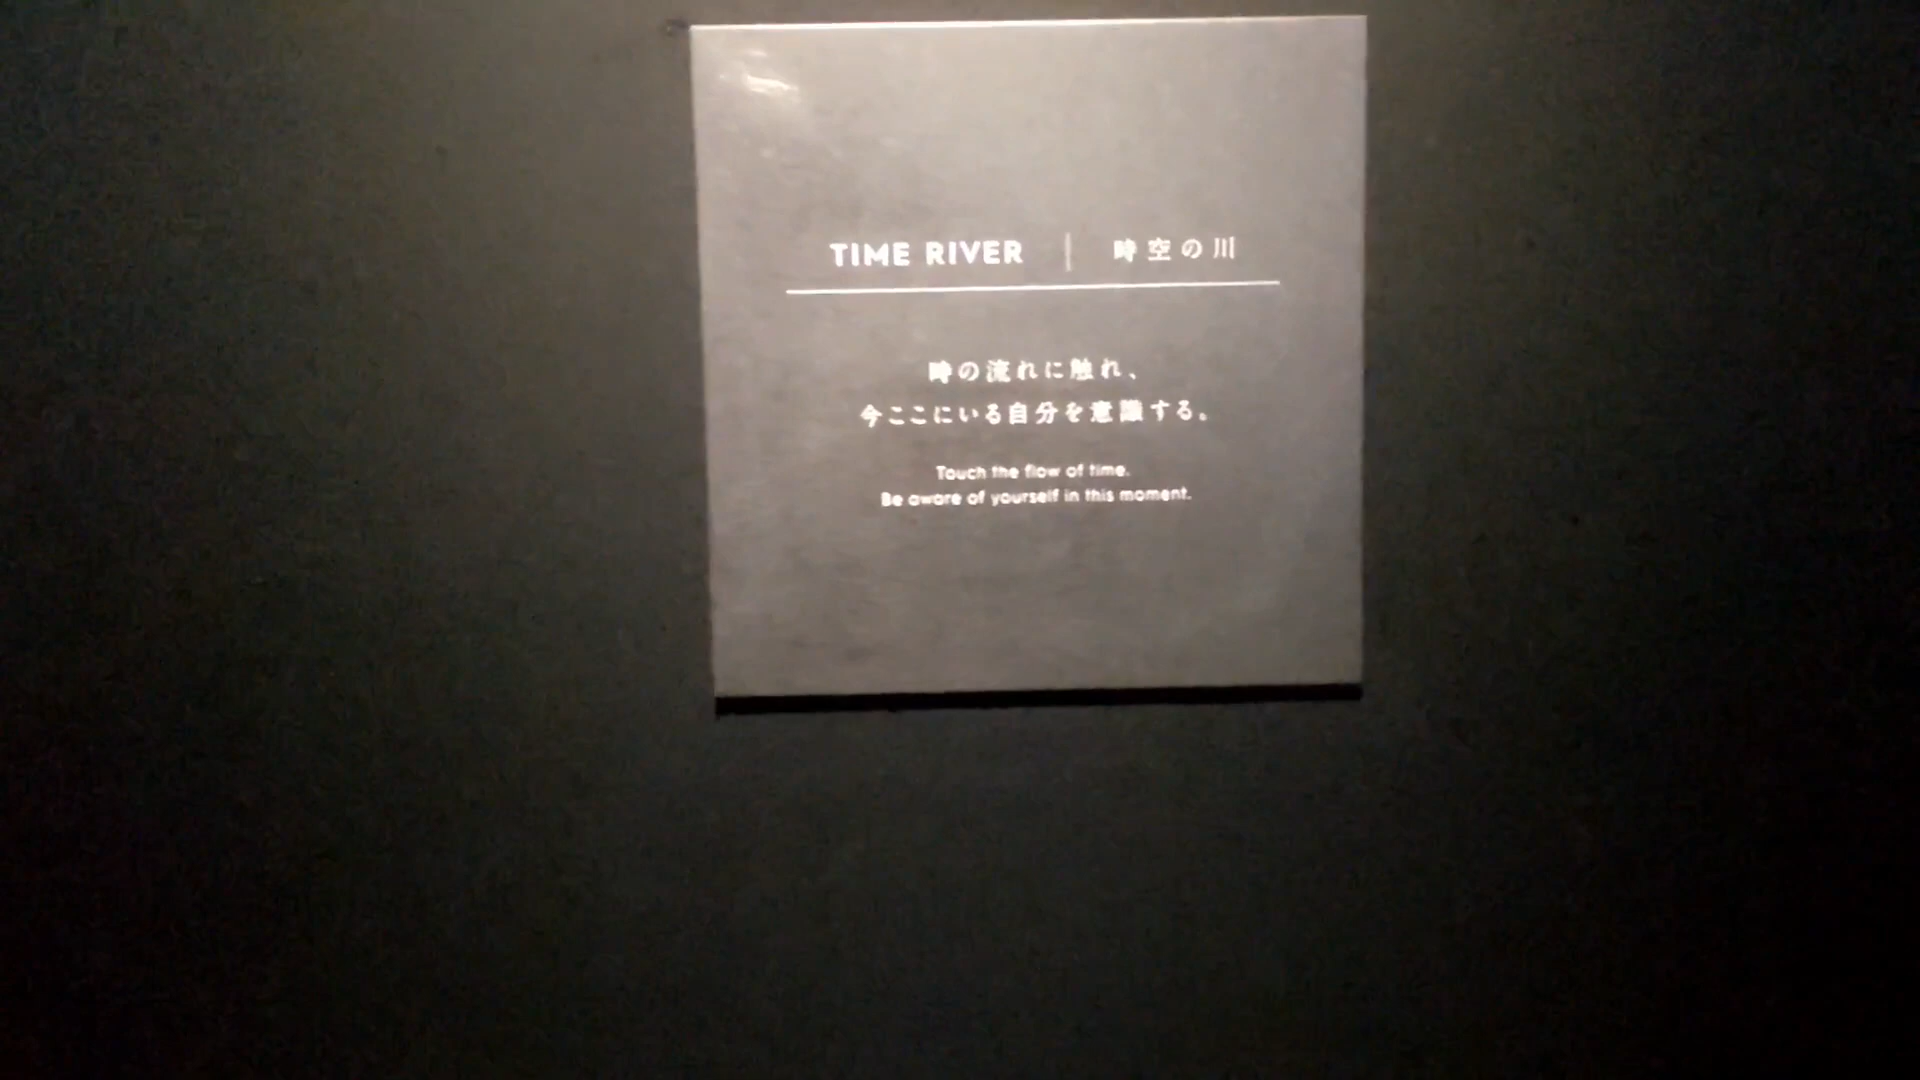 TIME RIVER | 時空の川
時の流れに触れ、
今ここにいる自分を意識する。
Touch the flow of time.
Be aware of yourself in this moment.